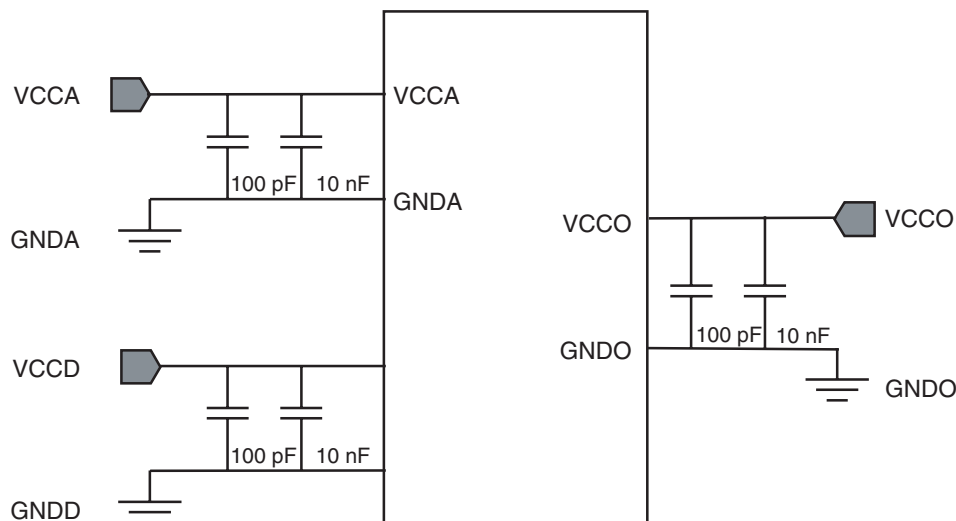 VCCA
VCCA
100 pF
10 nF
GNDA
GNDA
VCCO
VCCO
100 pF
10 nF
GNDO
GNDO
VCCD
100 pF
10 nF
GNDD